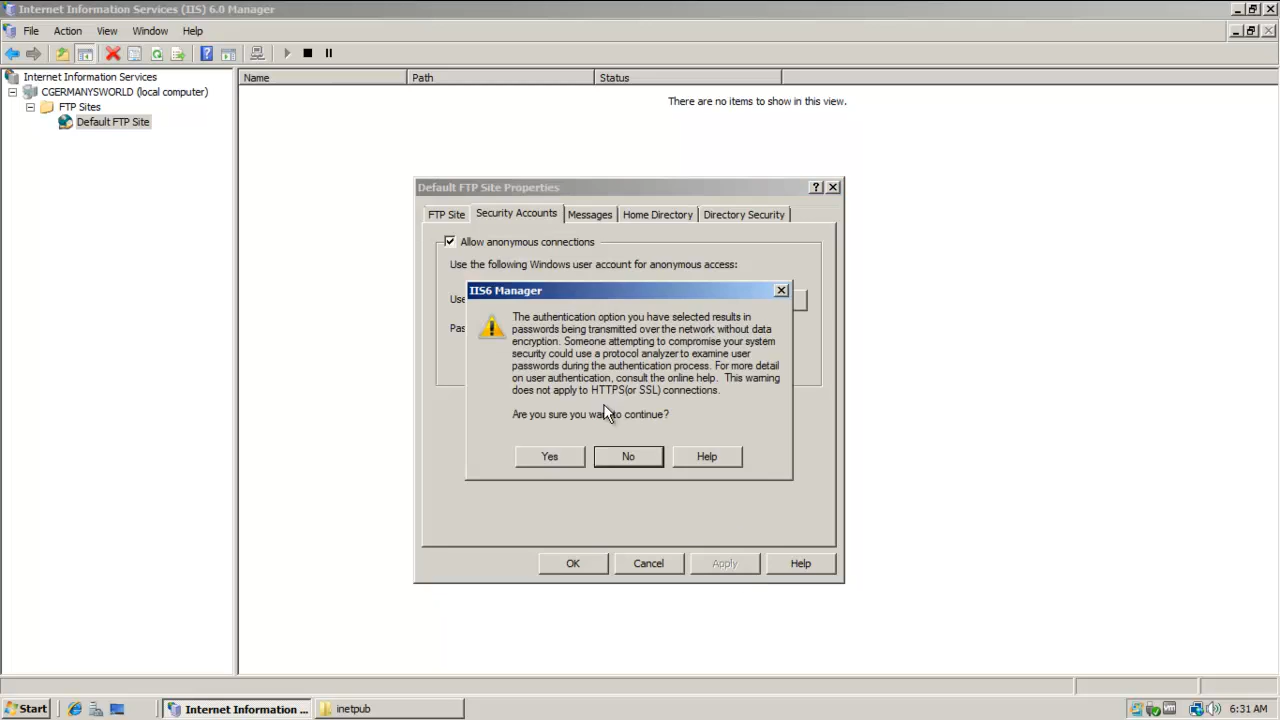 Internet Information Services (IIS) 6.0 Manager
File Action View Window Help
Internet Information Services
CGERMANYSWORLD (local computer)
FTP Sites
Default FTP Site
Name Path Status
There are no items to show in this view.
Default FTP Site Properties
FTP Site Security Accounts Messages Home Directory Directory Security
Allow anonymous connections
Use the following Windows user account for anonymous access:
Use
Pas
IIS6 Manager
The authentication option you have selected results in
passwords being transmitted over the network without data
encryption. Someone attempting to compromise your system
security could use a protocol analyzer to examine user
passwords during the authentication process. For more detail
on user authentication, consult the online help. This warning
does not apply to HTTPS(or SSL) connections.
Are you sure you want to continue?
Yes No Help
OK Cancel Apply Help
Start Internet Information ... inetpub 6:31 AM